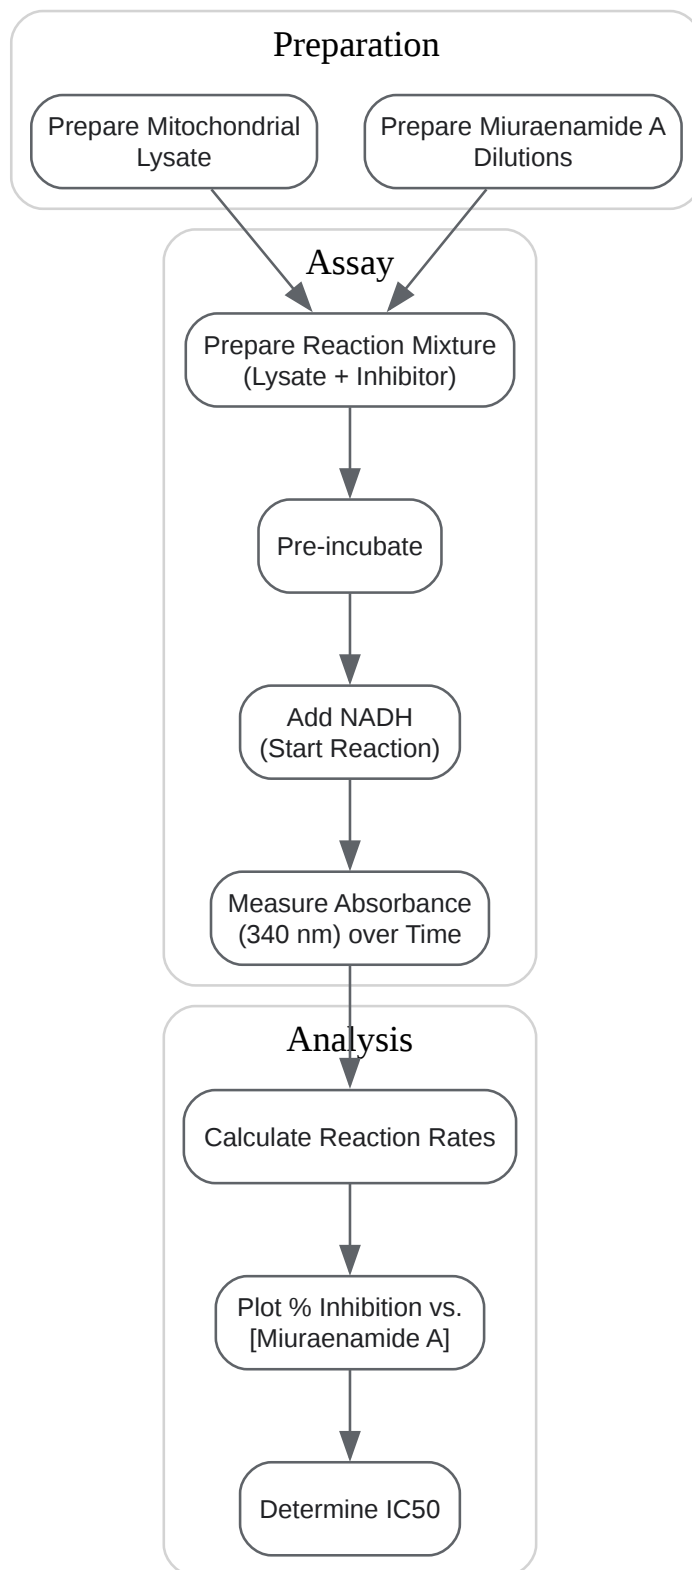 Preparation
Prepare Mitochondrial
Lysate
Prepare Miuraenamide A
Dilutions
Assay
Prepare Reaction Mixture
(Lysate + Inhibitor)
Pre-incubate
Add NADH
(Start Reaction)
Measure Absorbance
(340 nm) over Time
Analysis
Calculate Reaction Rates
Plot % Inhibition vs.
[Miuraenamide A]
Determine IC50